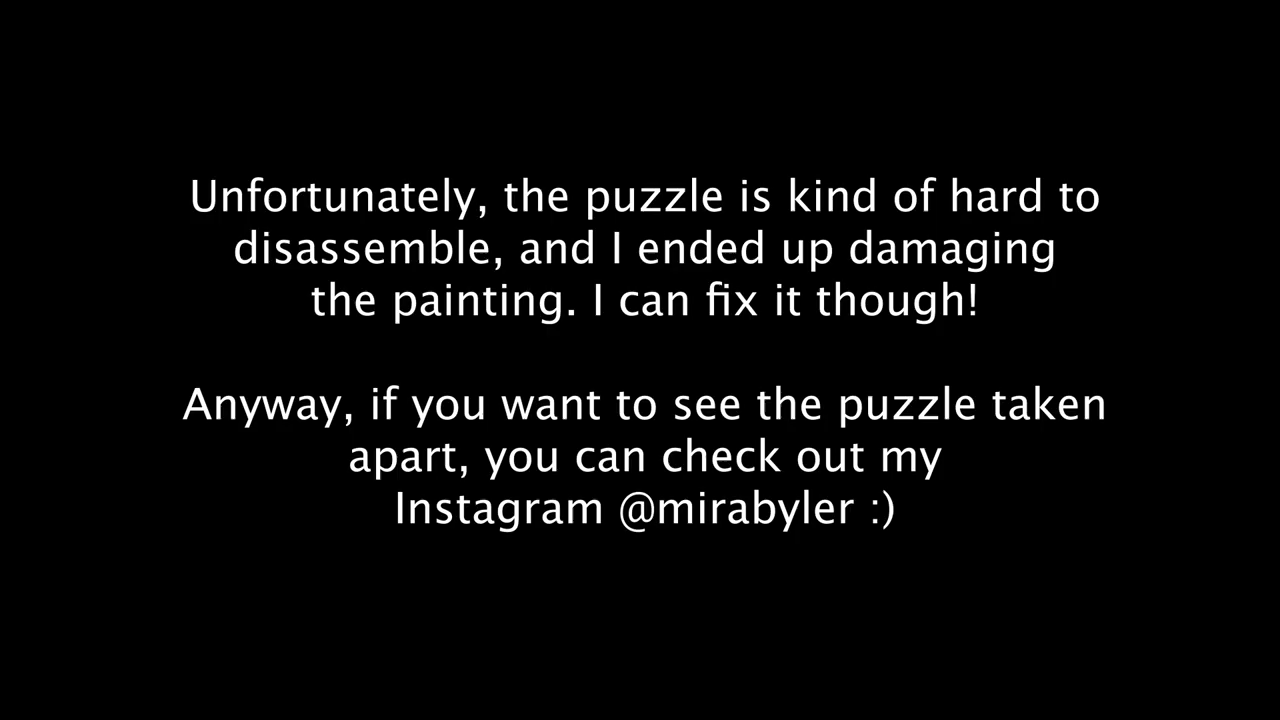 Unfortunately, the puzzle is kind of hard to
disassemble, and I ended up damaging
the painting. I can fix it though!
Anyway, if you want to see the puzzle taken
apart, you can check out my
Instagram @mirabyler :)